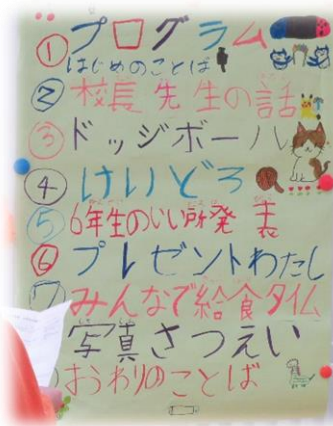 プログラム
①はじめのことば
②校長先生の話
③ドッジボール
④けいどろ
⑤6年生のいい所発表
⑥プレゼントわたし
⑦みんなで給食タイム
写真さつえい
おわりのことば